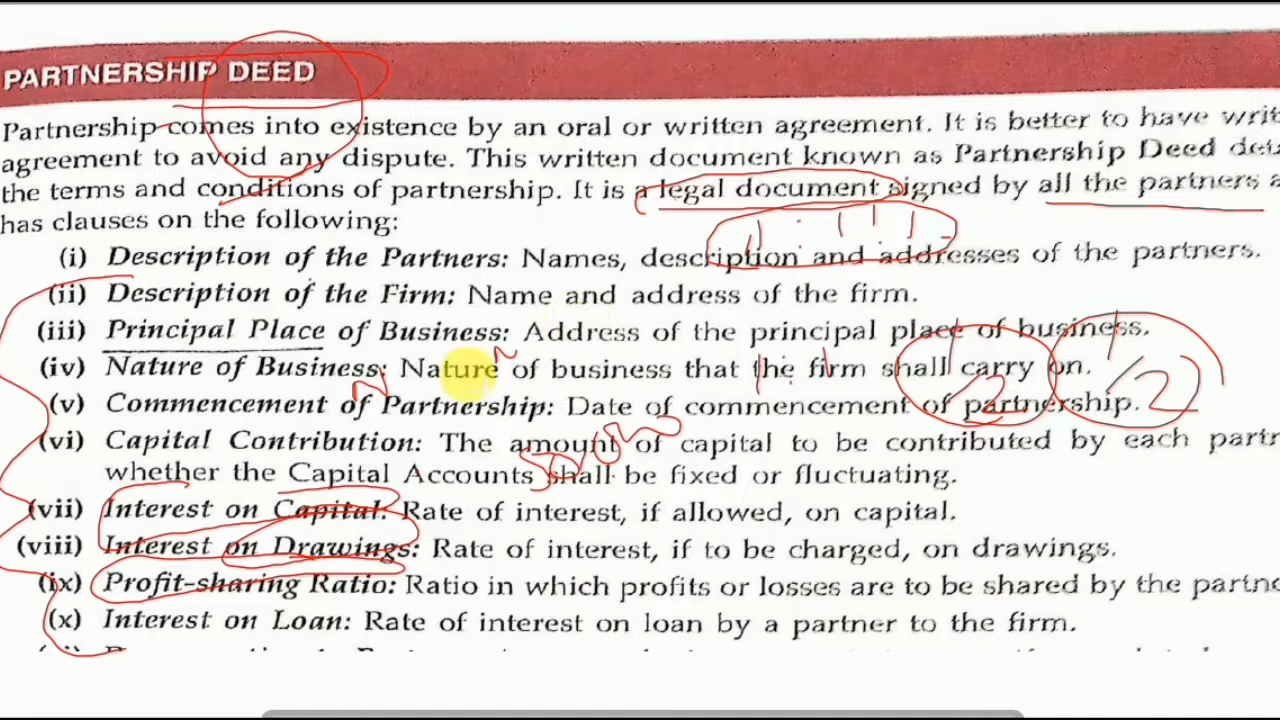 PARTNERSHIP DEED
Partnership comes into existence by an oral or written agreement. It is better to have writ
agreement to avoid any dispute. This written document known as Partnership Deed deta
the terms and conditions of partnership. It is a legal document signed by all the partners a
has clauses on the following:
(i) Description of the Partners: Names, description and addresses of the partners.
(ii) Description of the Firm: Name and address of the firm.
(iii) Principal Place of Business: Address of the principal place of business.
(iv) Nature of Business: Nature of business that the firm shall carry on.
(v) Commencement of Partnership: Date of commencement of partnership.
(vi) Capital Contribution: The amount of capital to be contributed by each partn
whether the Capital Accounts shall be fixed or fluctuating.
(vii) Interest on Capital: Rate of interest, if allowed, on capital.
(viii) Interest on Drawings: Rate of interest, if to be charged, on drawings.
(ix) Profit-sharing Ratio: Ratio in which profits or losses are to be shared by the partne
(x) Interest on Loan: Rate of interest on loan by a partner to the firm.